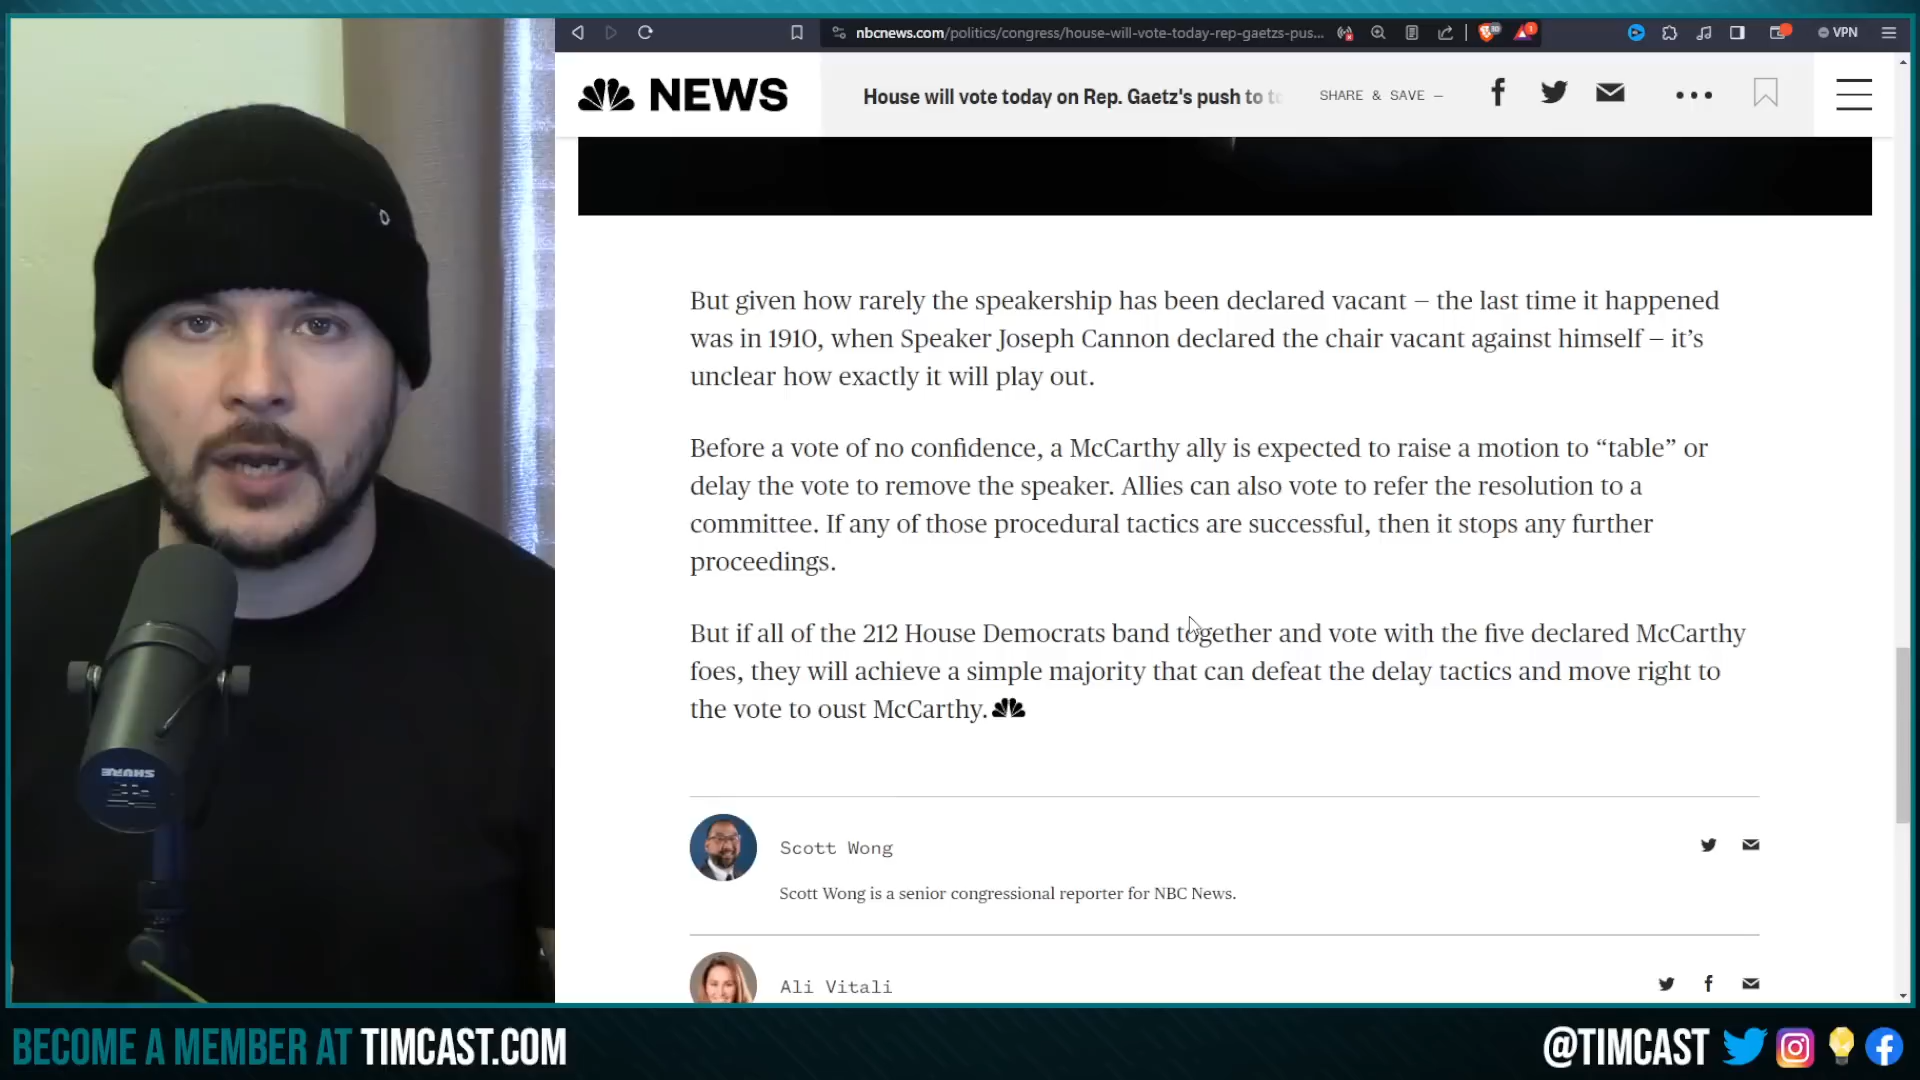 nbcnews.com/politics/congress/house-will-vote-today-rep-gaetzs-pus...
VPN
NEWS
House will vote today on Rep. Gaetz's push to to
SHARE & SAVE —
But given how rarely the speakership has been declared vacant — the last time it happened
was in 1910, when Speaker Joseph Cannon declared the chair vacant against himself — it's
unclear how exactly it will play out.
Before a vote of no confidence, a McCarthy ally is expected to raise a motion to “table” or
delay the vote to remove the speaker. Allies can also vote to refer the resolution to a
committee. If any of those procedural tactics are successful, then it stops any further
proceedings.
But if all of the 212 House Democrats band together and vote with the five declared McCarthy
foes, they will achieve a simple majority that can defeat the delay tactics and move right to
the vote to oust McCarthy.
Scott Wong
Scott Wong is a senior congressional reporter for NBC News.
Ali Vitali
SHURE
BECOME A MEMBER AT TIMCAST.COM
@TIMCAST